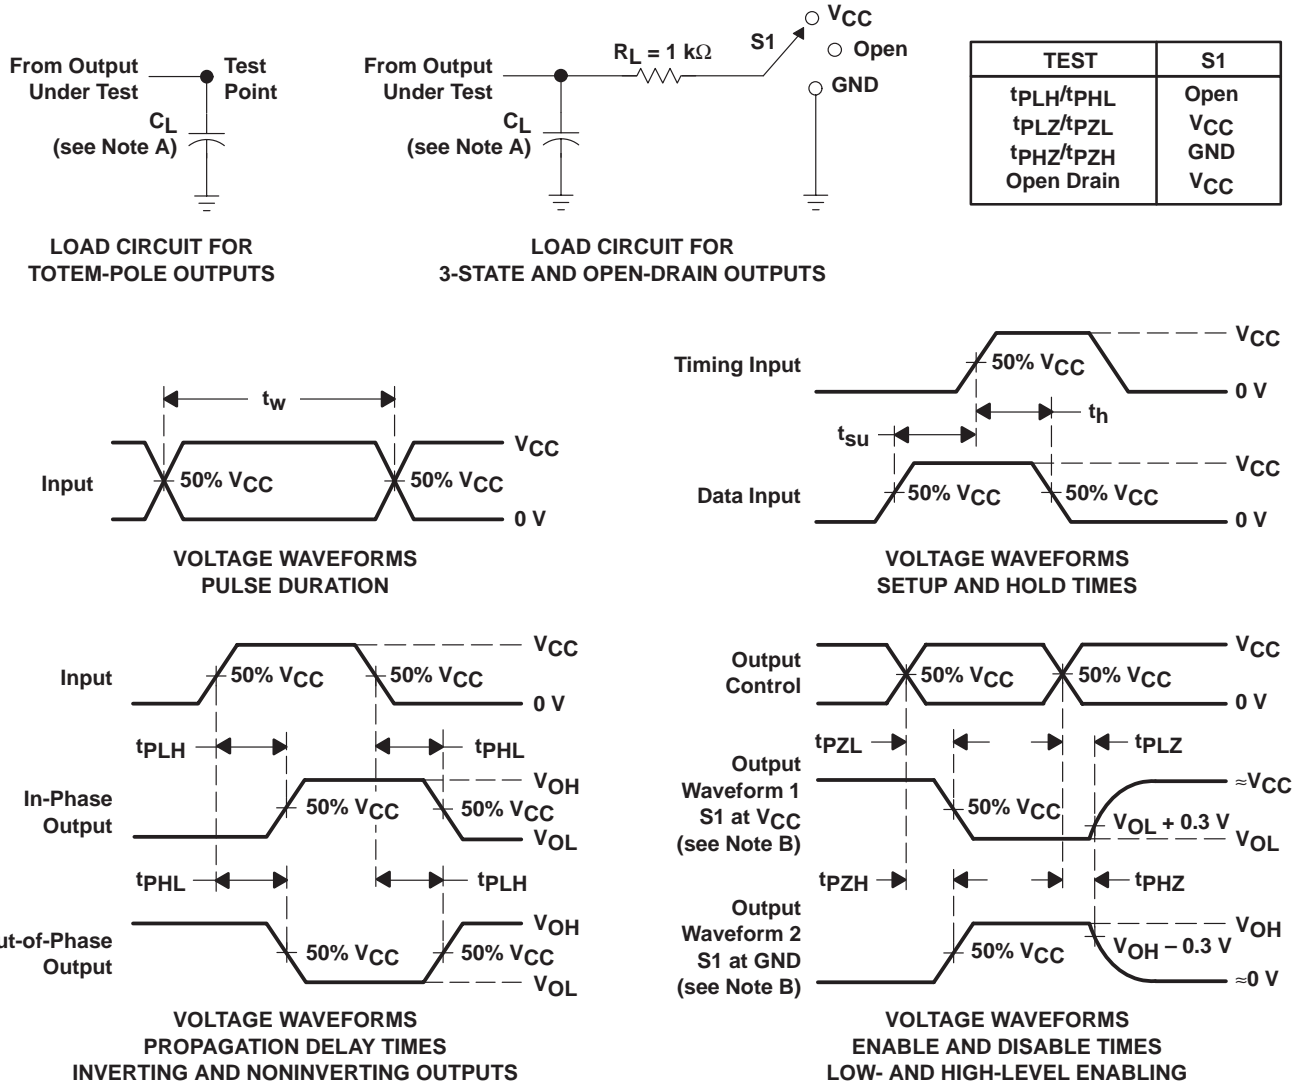 From Output
Under Test
Test
Point
CL
(see Note A)
LOAD CIRCUIT FOR
TOTEM-POLE OUTPUTS
From Output
Under Test
RL = 1 kΩ
S1
VCC
Open
GND
CL
(see Note A)
LOAD CIRCUIT FOR
3-STATE AND OPEN-DRAIN OUTPUTS
TEST S1
tPLH/tPHL Open
tPLZ/tPZL VCC
tPHZ/tPZH GND
Open Drain VCC
tw
Input
50% VCC
50% VCC
VCC
0 V
VOLTAGE WAVEFORMS
PULSE DURATION
Timing Input
50% VCC
VCC
0 V
th
tsu
Data Input
50% VCC
50% VCC
VCC
0 V
VOLTAGE WAVEFORMS
SETUP AND HOLD TIMES
Input
50% VCC
50% VCC
VCC
0 V
tPLH
tPHL
In-Phase
Output
50% VCC
50% VCC
VOH
VOL
tPHL
tPLH
ut-of-Phase
Output
50% VCC
50% VCC
VOH
VOL
VOLTAGE WAVEFORMS
PROPAGATION DELAY TIMES
INVERTING AND NONINVERTING OUTPUTS
Output
Control
50% VCC
50% VCC
VCC
0 V
tPZL
tPLZ
Output
Waveform 1
S1 at VCC
(see Note B)
50% VCC
VOL + 0.3 V
≈VCC
VOL
tPZH
tPHZ
Output
Waveform 2
S1 at GND
(see Note B)
50% VCC
VOH − 0.3 V
VOH
≈0 V
VOLTAGE WAVEFORMS
ENABLE AND DISABLE TIMES
LOW- AND HIGH-LEVEL ENABLING